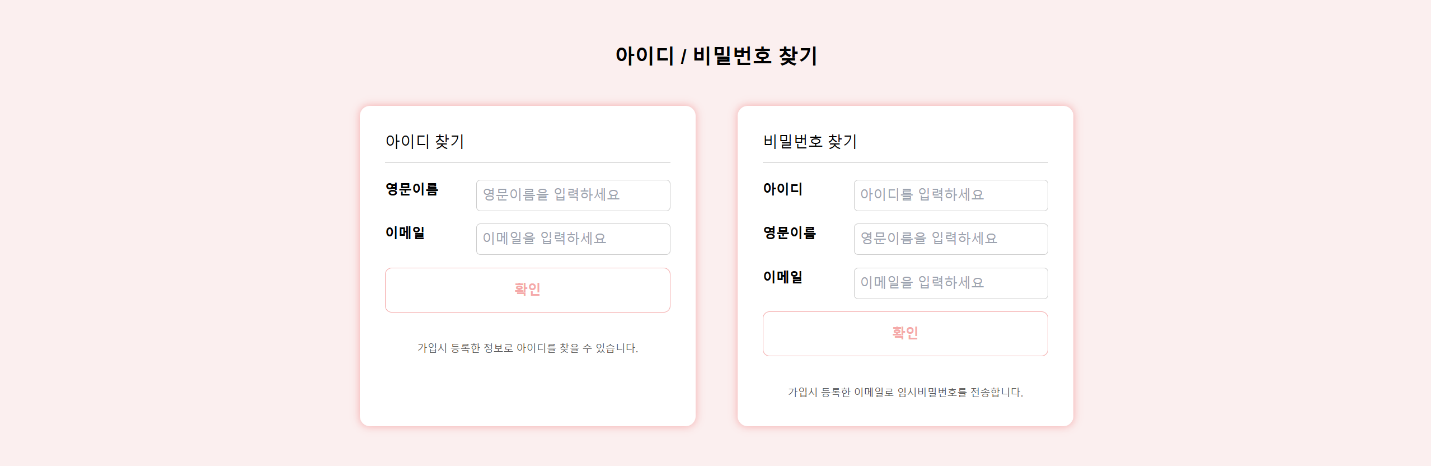 아이디 / 비밀번호 찾기
아이디 찾기
영문이름
영문이름을 입력하세요
이메일
이메일을 입력하세요
확인
가입시 등록한 정보로 아이디를 찾을 수 있습니다.
비밀번호 찾기
아이디
아이디를 입력하세요
영문이름
영문이름을 입력하세요
이메일
이메일을 입력하세요
확인
가입시 등록한 이메일로 임시비밀번호를 전송합니다.